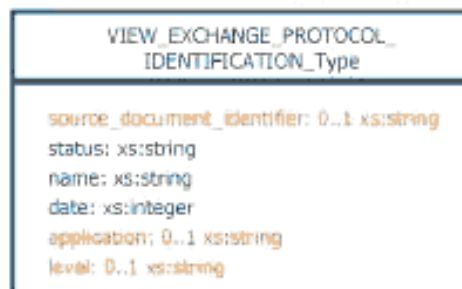 VIEW_EXCHANGE_PROTOCOL_
IDENTIFICATION_Type
source_document_identifier: 0..1 xs:string
status: xs:string
name: xs:string
date: xs:integer
application: 0..1 xs:string
level: 0..1 xs:string